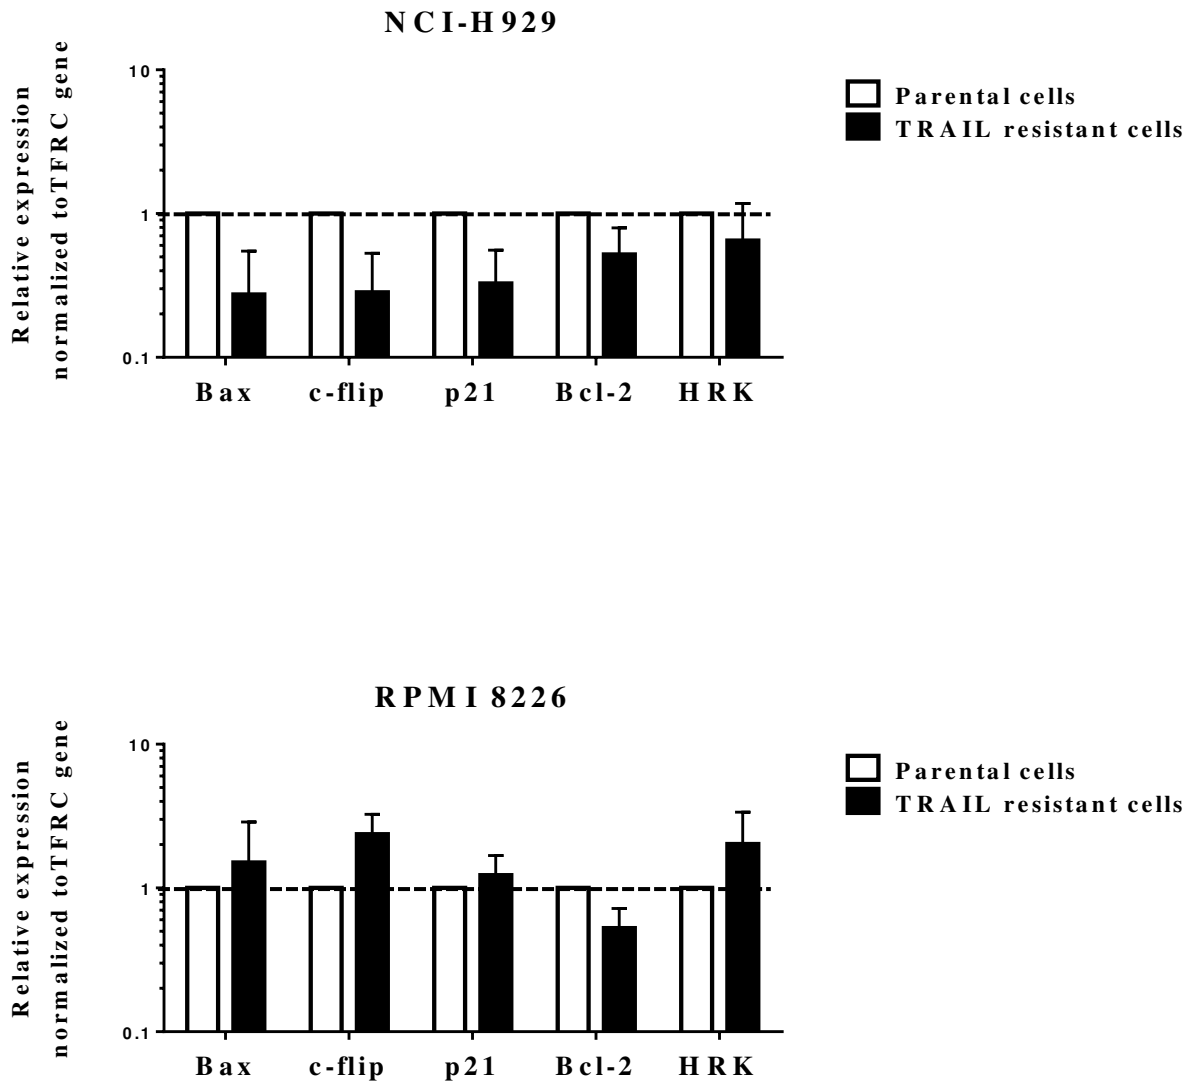 NCI-H929
Relative expression
normalized toTFRC gene
10
1
0.1
Bax c-flip p21 Bcl-2 HRK
Parental cells
TRAIL resistant cells
RPMI 8226
Relative expression
normalized toTFRC gene
10
1
0.1
Bax c-flip p21 Bcl-2 HRK
Parental cells
TRAIL resistant cells